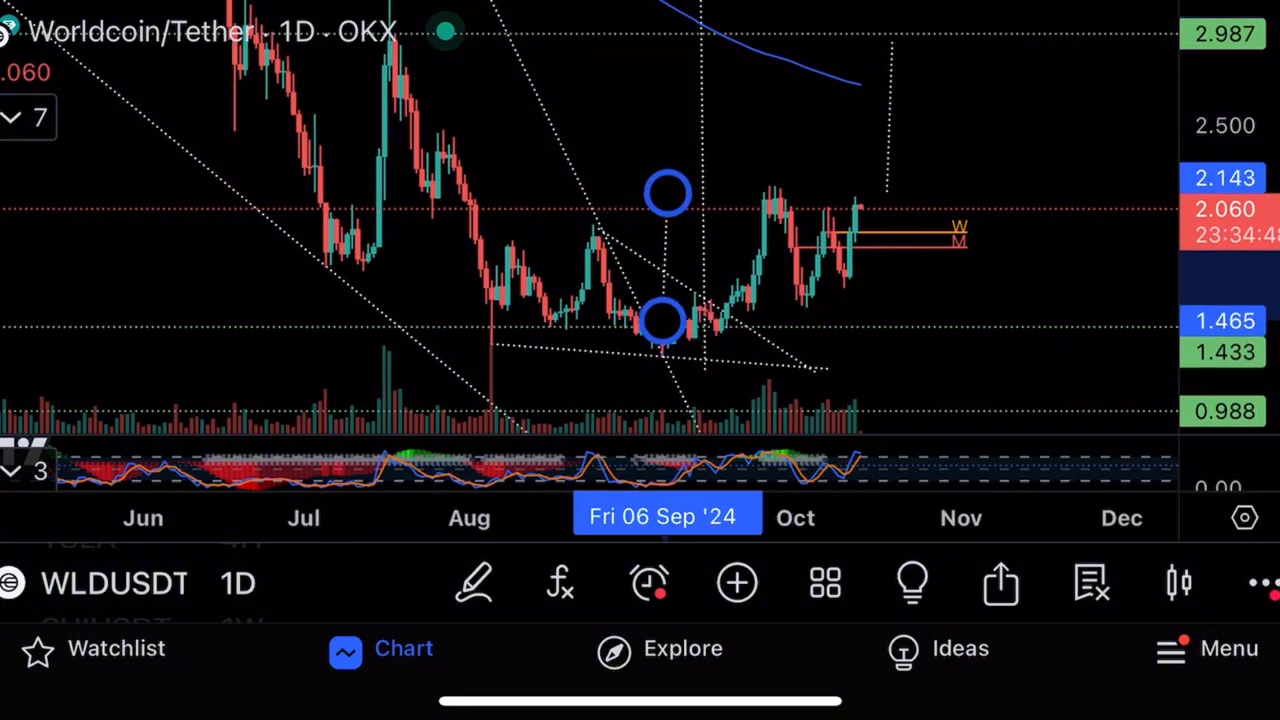 Worldcoin/Tether · 1D · OKX
2.987
.060
7
2.500
2.143
2.060
W
23:34:48
M
1.465
1.433
0.988
3
0.00
Jun Jul Aug Fri 06 Sep '24 Oct Nov Dec
WLDUSDT 1D
Watchlist Chart Explore Ideas Menu